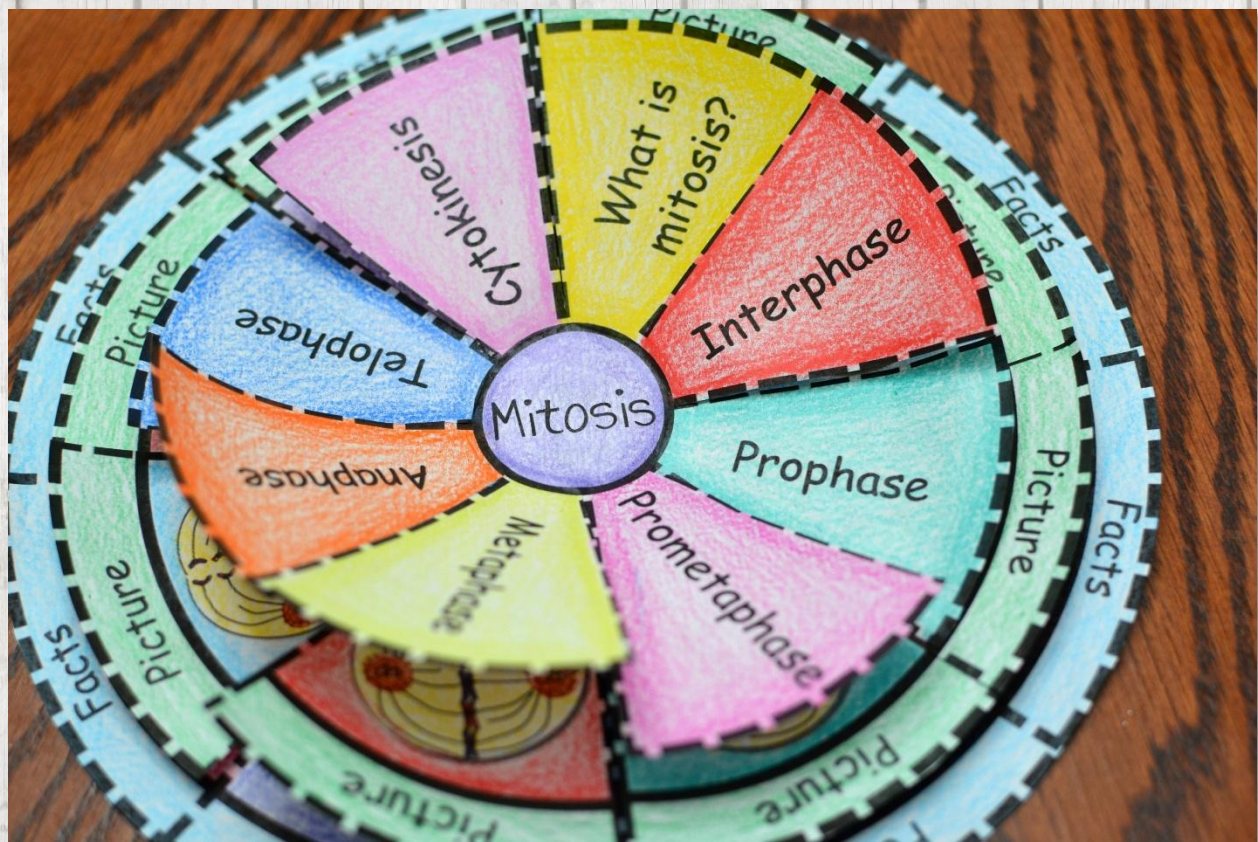 Mitosis
What is
mitosis?
Interphase
Prophase
Prometaphase
Metaphase
Anaphase
Telophase
Cytokinesis
Picture
Picture
Picture
Picture
Picture
Picture
Picture
Facts
Facts
Facts
Facts
Facts